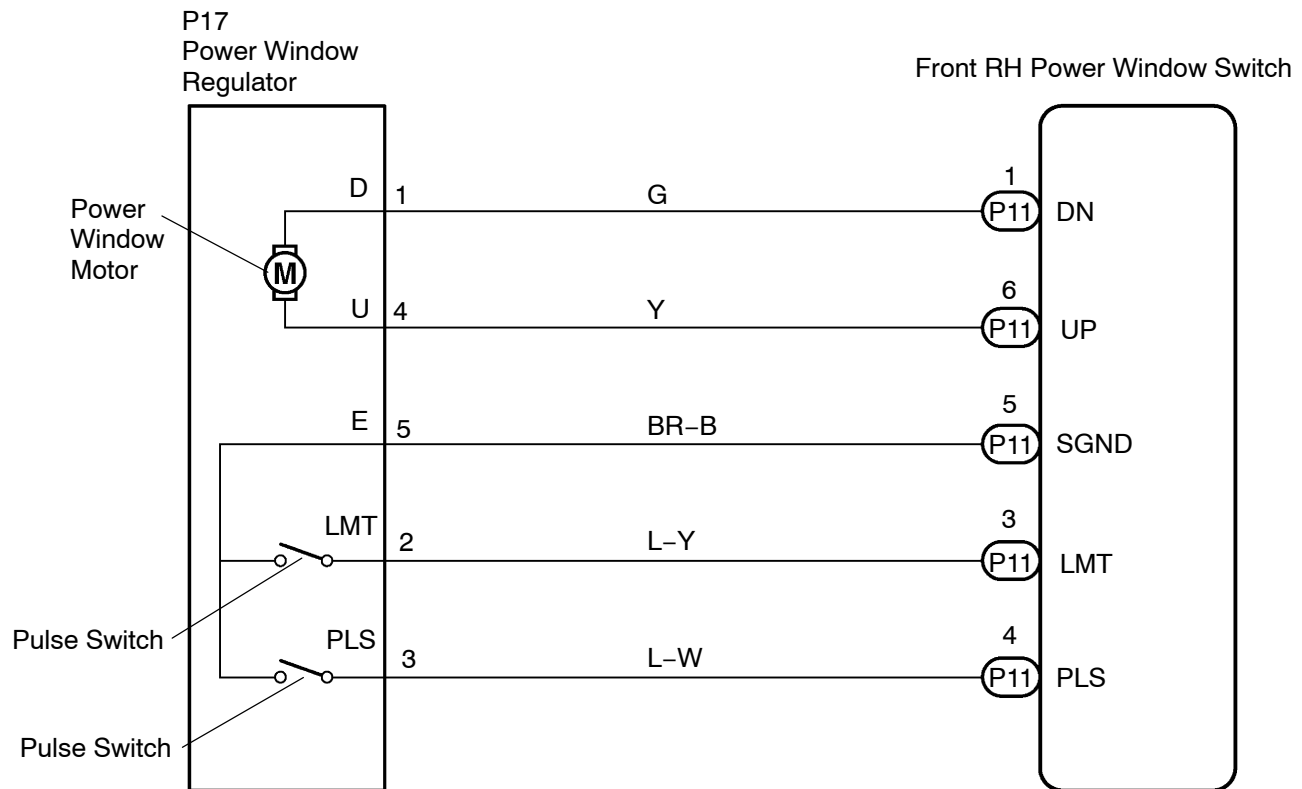 P17
Power Window
Regulator
Front RH Power Window Switch
Power
Window
Motor
M
D 1 G 1 P11 DN
U 4 Y 6 P11 UP
E 5 BR-B 5 P11 SGND
LMT 2 L-Y 3 P11 LMT
Pulse Switch
PLS 3 L-W 4 P11 PLS
Pulse Switch